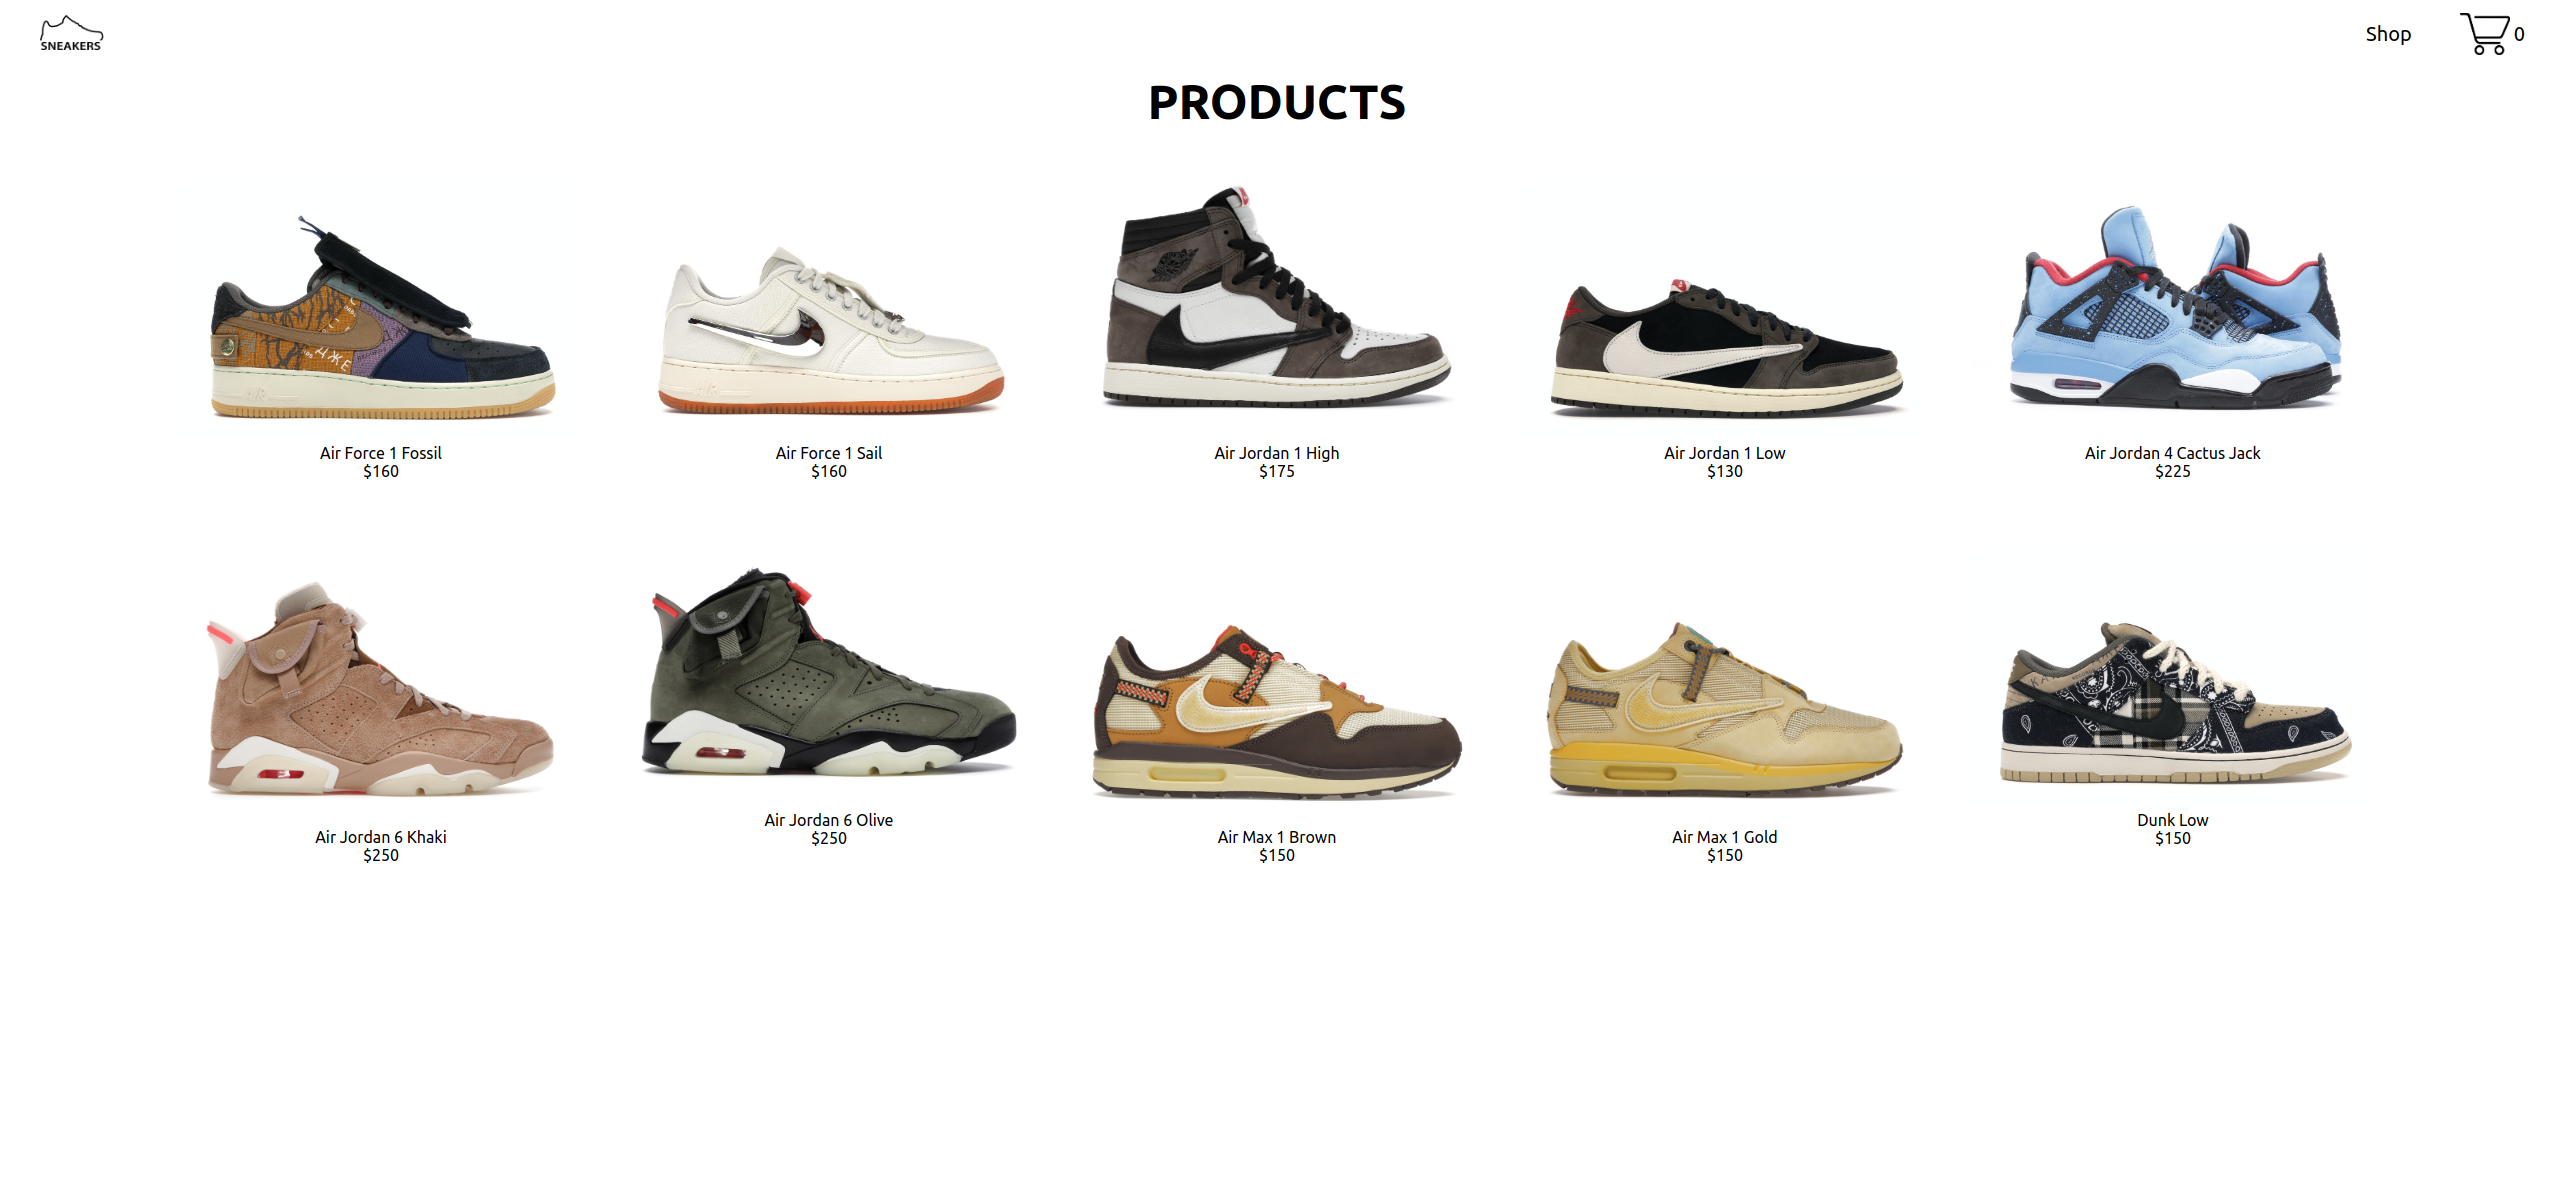 SNEAKERS
Shop
0
PRODUCTS
Air Force 1 Fossil
$160
Air Force 1 Sail
$160
Air Jordan 1 High
$175
Air Jordan 1 Low
$130
Air Jordan 4 Cactus Jack
$225
Air Jordan 6 Khaki
$250
Air Jordan 6 Olive
$250
Air Max 1 Brown
$150
Air Max 1 Gold
$150
Dunk Low
$150